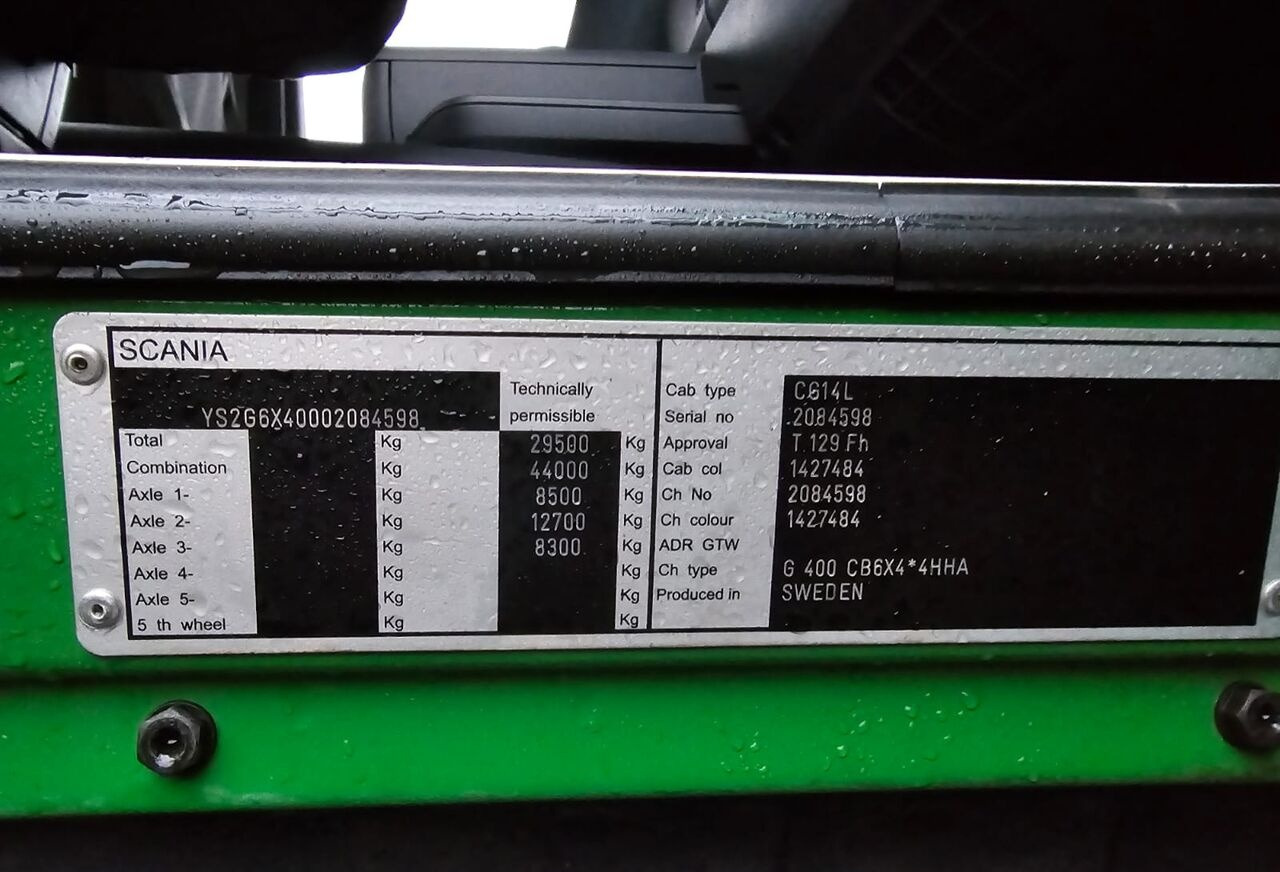 SCANIA
YS2G6X40002084598
Technically
permissible
Total Kg 29500 Kg
Combination Kg 44000 Kg
Axle 1- Kg 8500 Kg
Axle 2- Kg 12700 Kg
Axle 3- Kg 8300 Kg
Axle 4- Kg Kg
Axle 5- Kg Kg
5 th wheel Kg Kg
Cab type CG14L
Serial no 2084598
Approval T 129 Fh
Cab col 1427484
Ch No 2084598
Ch colour 1427484
ADR GTW
Ch type G 400 CB6X4*4HHA
Produced in SWEDEN